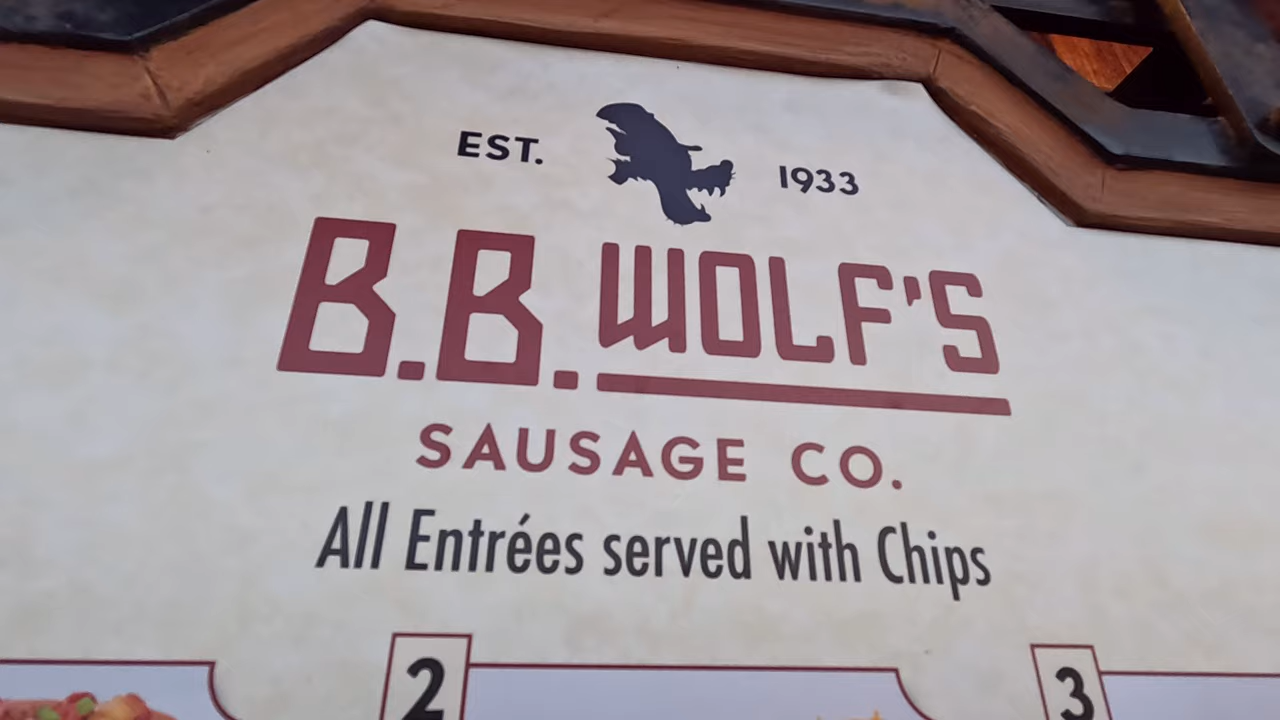 EST. 1933
B.B. WOLF'S
SAUSAGE CO.
All Entrées served with Chips
2 3